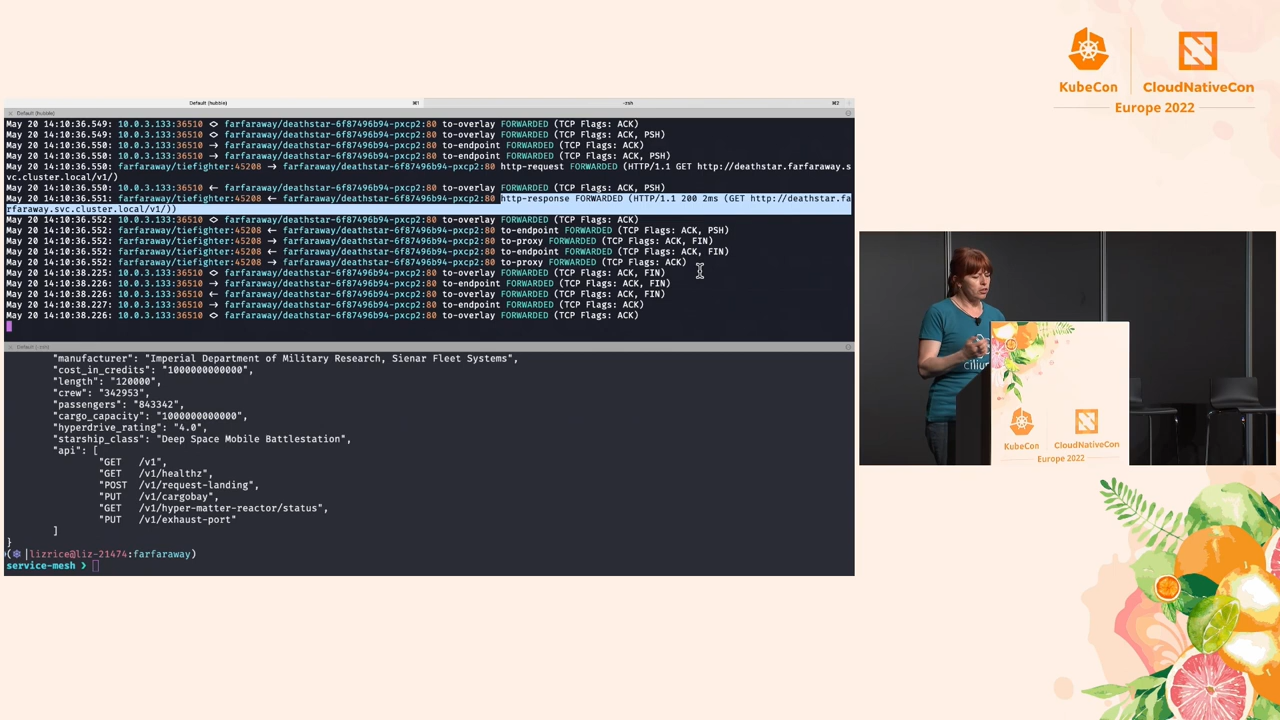 KubeCon
CloudNativeCon
Europe 2022
Default (hubble)
⌘1
-zsh
⌘2
Default (hubble)
May 20 14:10:36.549: 10.0.3.133:36510 <> farfaraway/deathstar-6f87496b94-pxcp2:80 to-overlay FORWARDED (TCP Flags: ACK)
May 20 14:10:36.550: 10.0.3.133:36510 <> farfaraway/deathstar-6f87496b94-pxcp2:80 to-overlay FORWARDED (TCP Flags: ACK, PSH)
May 20 14:10:36.550: 10.0.3.133:36510 → farfaraway/deathstar-6f87496b94-pxcp2:80 to-endpoint FORWARDED (TCP Flags: ACK)
May 20 14:10:36.550: 10.0.3.133:36510 → farfaraway/deathstar-6f87496b94-pxcp2:80 to-endpoint FORWARDED (TCP Flags: ACK, PSH)
May 20 14:10:36.550: farfaraway/tiefighter:45208 → farfaraway/deathstar-6f87496b94-pxcp2:80 http-request FORWARDED (HTTP/1.1 GET http://deathstar.farfaraway.s
vc.cluster.local/v1/)
May 20 14:10:36.550: 10.0.3.133:36510 ← farfaraway/deathstar-6f87496b94-pxcp2:80 to-overlay FORWARDED (TCP Flags: ACK, PSH)
May 20 14:10:36.551: farfaraway/tiefighter:45208 ← farfaraway/deathstar-6f87496b94-pxcp2:80 http-response FORWARDED (HTTP/1.1 200 2ms (GET http://deathstar.fa
rfaraway.svc.cluster.local/v1/))
May 20 14:10:36.552: 10.0.3.133:36510 <> farfaraway/deathstar-6f87496b94-pxcp2:80 to-overlay FORWARDED (TCP Flags: ACK)
May 20 14:10:36.552: farfaraway/tiefighter:45208 ← farfaraway/deathstar-6f87496b94-pxcp2:80 to-endpoint FORWARDED (TCP Flags: ACK, PSH)
May 20 14:10:36.552: farfaraway/tiefighter:45208 → farfaraway/deathstar-6f87496b94-pxcp2:80 to-proxy FORWARDED (TCP Flags: ACK, FIN)
May 20 14:10:36.552: farfaraway/tiefighter:45208 ← farfaraway/deathstar-6f87496b94-pxcp2:80 to-endpoint FORWARDED (TCP Flags: ACK, FIN)
May 20 14:10:36.552: farfaraway/tiefighter:45208 → farfaraway/deathstar-6f87496b94-pxcp2:80 to-proxy FORWARDED (TCP Flags: ACK)
May 20 14:10:38.225: 10.0.3.133:36510 <> farfaraway/deathstar-6f87496b94-pxcp2:80 to-overlay FORWARDED (TCP Flags: ACK, FIN)
May 20 14:10:38.226: 10.0.3.133:36510 → farfaraway/deathstar-6f87496b94-pxcp2:80 to-endpoint FORWARDED (TCP Flags: ACK, FIN)
May 20 14:10:38.226: 10.0.3.133:36510 ← farfaraway/deathstar-6f87496b94-pxcp2:80 to-overlay FORWARDED (TCP Flags: ACK, FIN)
May 20 14:10:38.227: 10.0.3.133:36510 → farfaraway/deathstar-6f87496b94-pxcp2:80 to-endpoint FORWARDED (TCP Flags: ACK)
May 20 14:10:38.226: 10.0.3.133:36510 <> farfaraway/deathstar-6f87496b94-pxcp2:80 to-overlay FORWARDED (TCP Flags: ACK)
Default (-zsh)
"manufacturer": "Imperial Department of Military Research, Sienar Fleet Systems",
"cost_in_credits": "1000000000000",
"length": "120000",
"crew": "342953",
"passengers": "843342",
"cargo_capacity": "1000000000000",
"hyperdrive_rating": "4.0",
"starship_class": "Deep Space Mobile Battlestation",
"api": [
"GET /v1",
"GET /v1/healthz",
"POST /v1/request-landing",
"PUT /v1/cargobay",
"GET /v1/hyper-matter-reactor/status",
"PUT /v1/exhaust-port"
]
}
(⎈ |lizrice@liz-21474:farfaraway)
service-mesh ❯
cilium
KubeCon
CloudNativeCon
Europe 2022